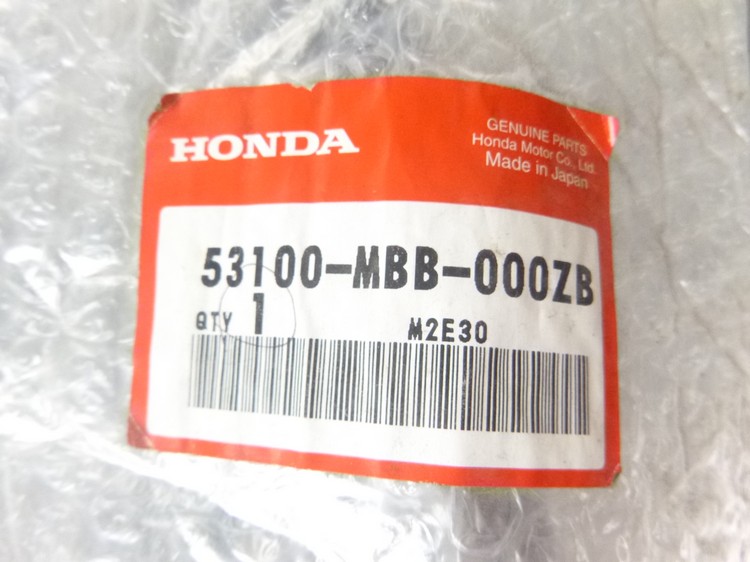 HONDA
GENUINE PARTS
Honda Motor Co., Ltd.
Made in Japan
53100-MBB-000ZB
QTY 1 M2E30